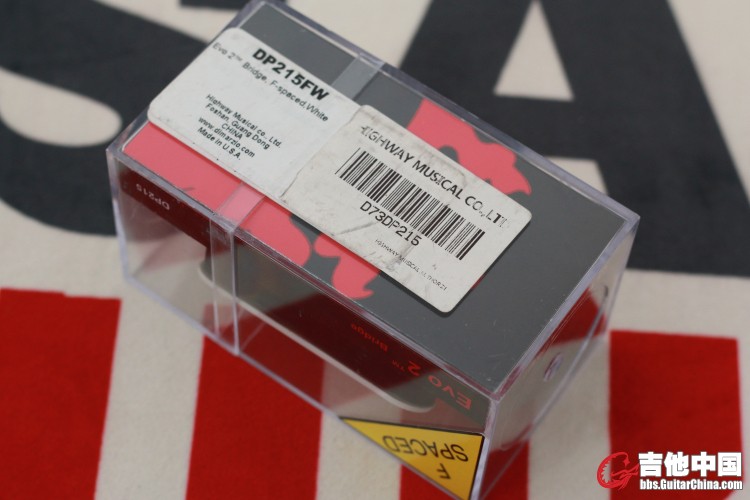 DP215FW
Evo 2™ Bridge, F-spaced,White
Highway Musical co., Ltd
Foshan, Guang Dong
CHINA
www.dimarzio.com
Made in U.S.A
HIGHWAY MUSICAL CO.,LT
D73DP215
DP215
Evo 2™ Bridge
F
SPACED
吉他中国
bbs.GuitarChina.com